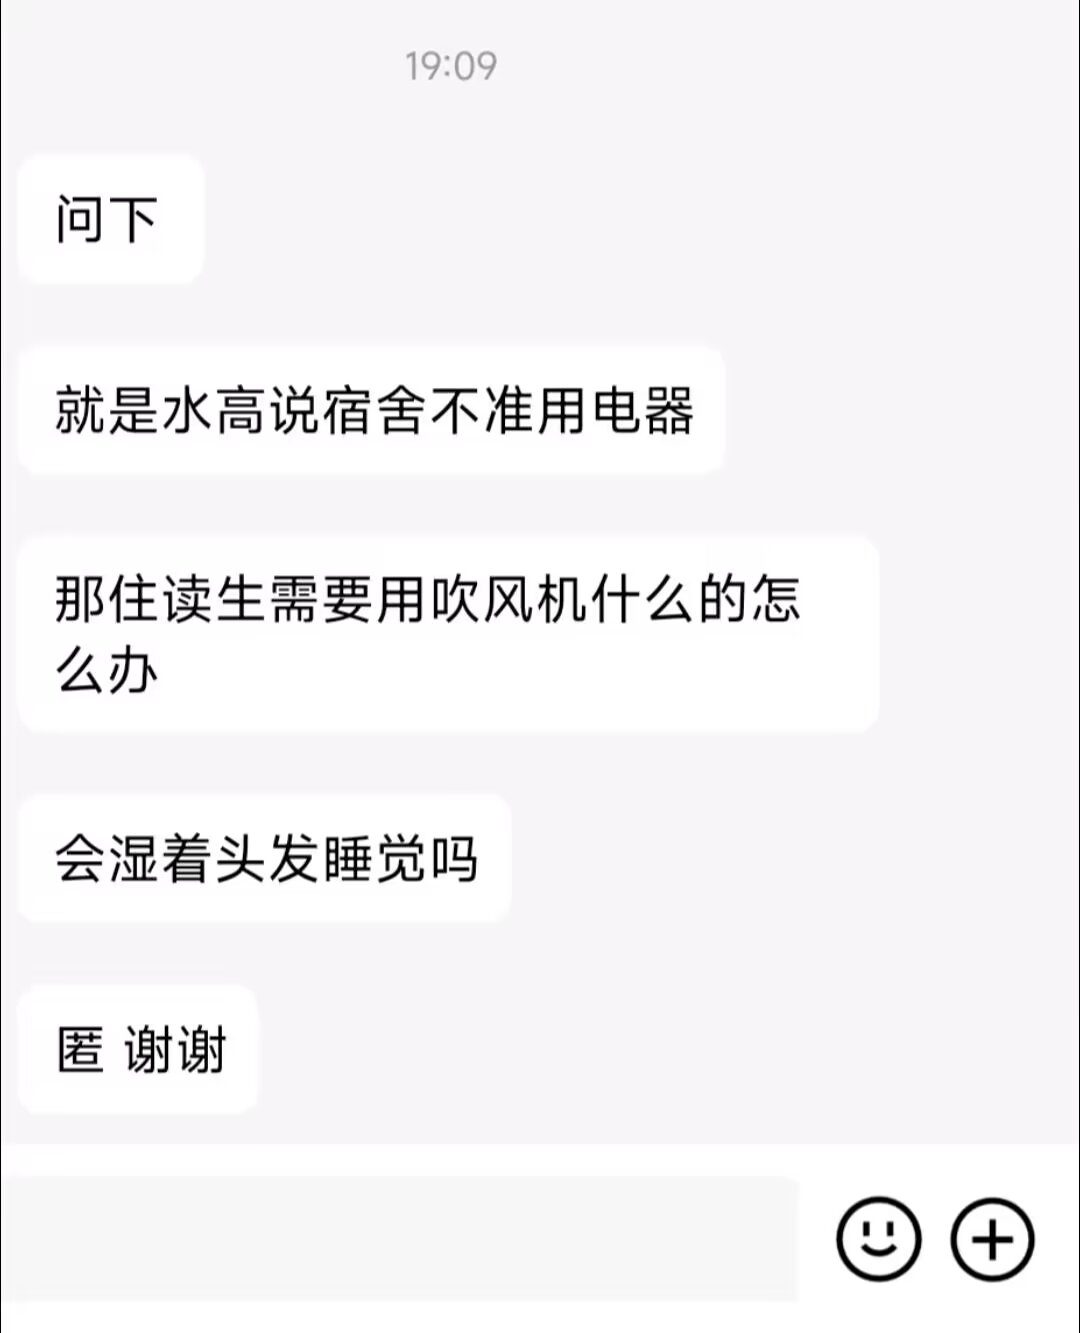 19:09
问下
就是水高说宿舍不准用电器
那住读生需要用吹风机什么的怎
么办
会湿着头发睡觉吗
匿 谢谢